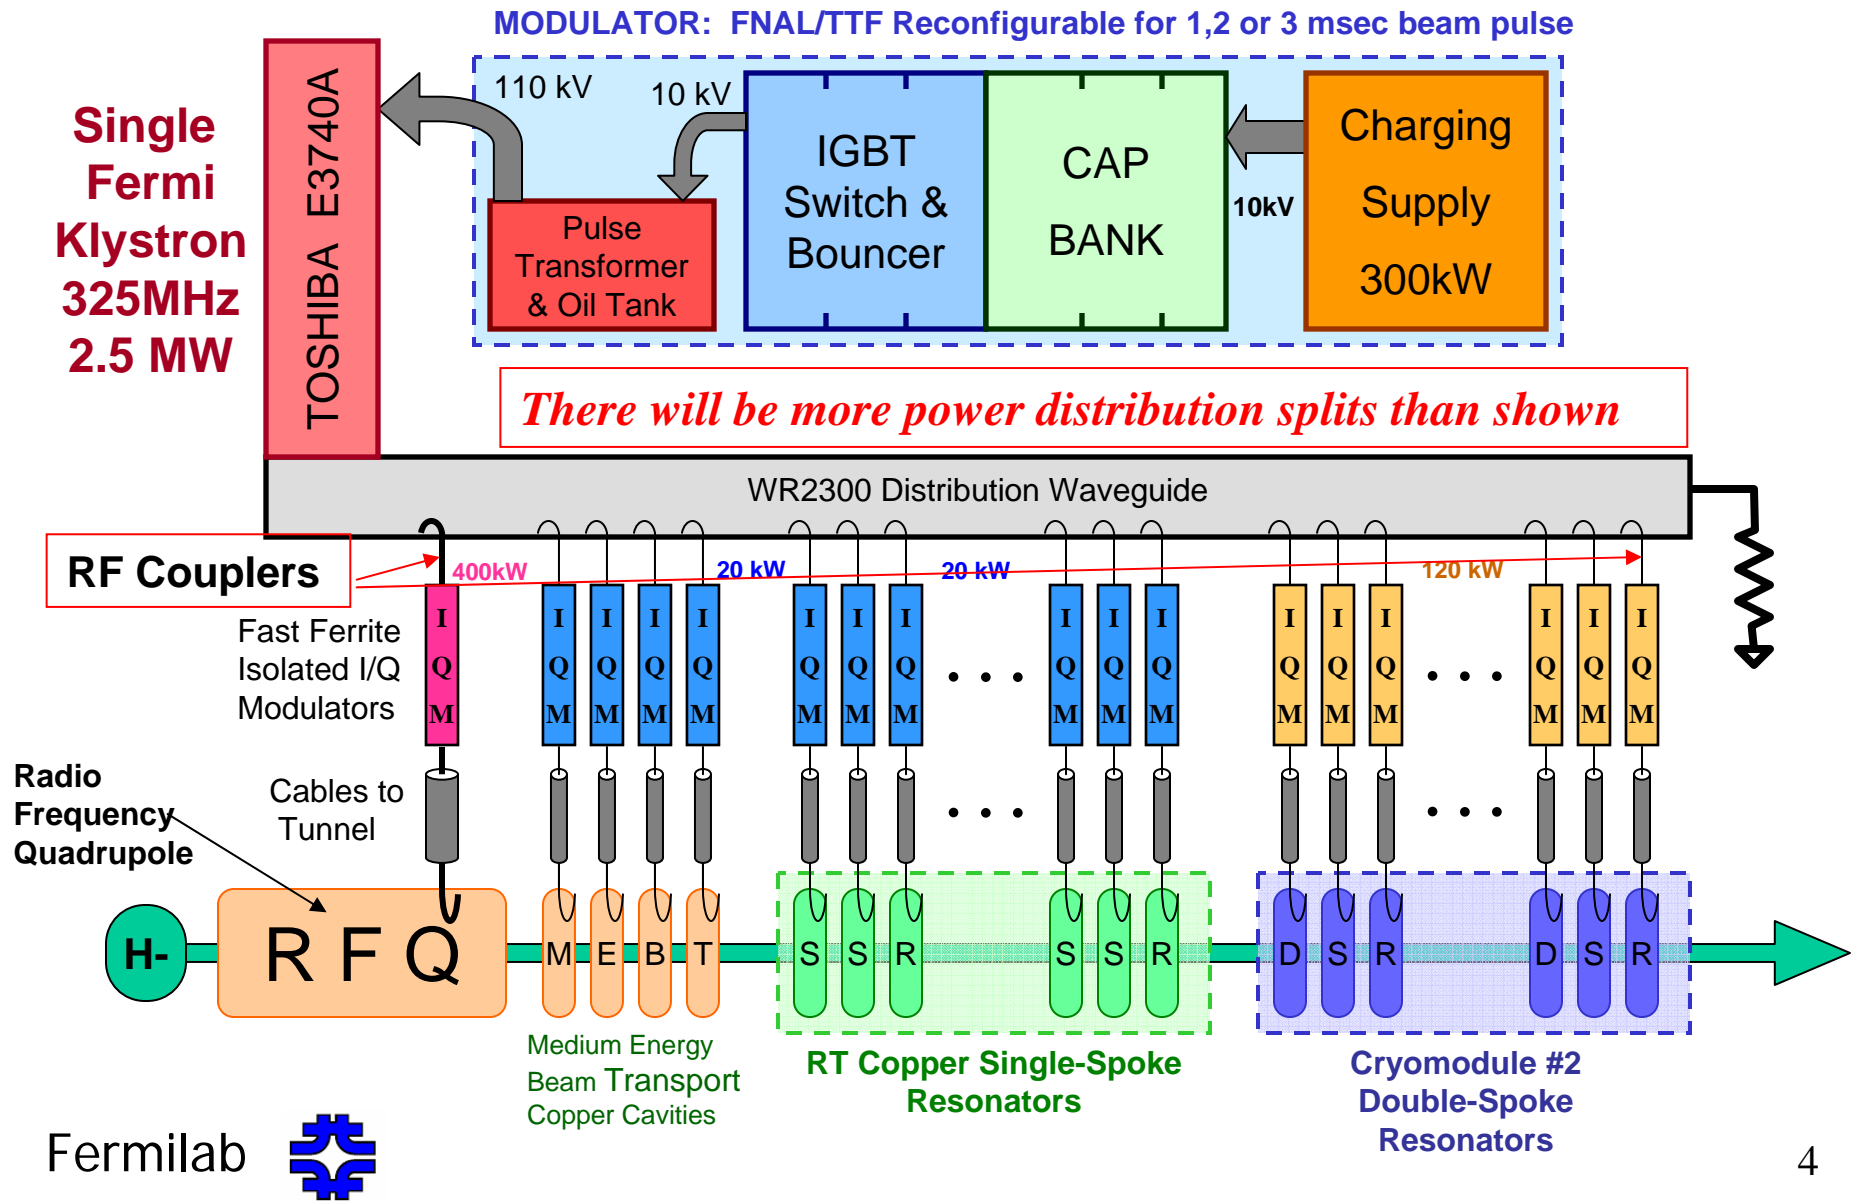 MODULATOR: FNAL/TTF Reconfigurable for 1,2 or 3 msec beam pulse
Single
Fermi
Klystron
325MHz
2.5 MW
TOSHIBA E3740A
110 kV
10 kV
Pulse
Transformer
& Oil Tank
IGBT
Switch &
Bouncer
CAP
BANK
10kV
Charging
Supply
300kW
There will be more power distribution splits than shown
WR2300 Distribution Waveguide
RF Couplers
400kW
20 kW
20 kW
120 kW
Fast Ferrite
Isolated I/Q
Modulators
I I I I I I I I I I I I I I I I I
Q Q Q Q Q Q Q Q Q Q Q Q Q Q Q Q Q
M M M M M M M M M M M M M M M M M
. . .
. . .
Cables to
Tunnel
. . .
. . .
Radio
Frequency
Quadrupole
H-
R F Q
M E B T
S S R
S S R
D S R
D S R
Medium Energy
Beam Transport
Copper Cavities
RT Copper Single-Spoke
Resonators
Cryomodule #2
Double-Spoke
Resonators
Fermilab
4